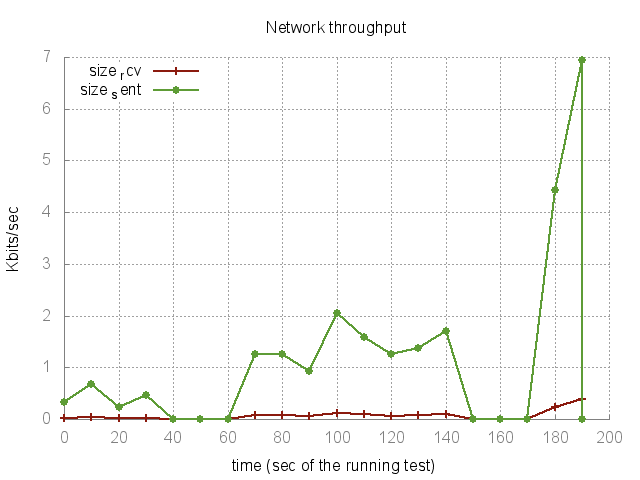 Network throughput
size rcv
size sent
7
6
5
4
3
2
1
0
Kbits/sec
0 20 40 60 80 100 120 140 160 180 200
time (sec of the running test)